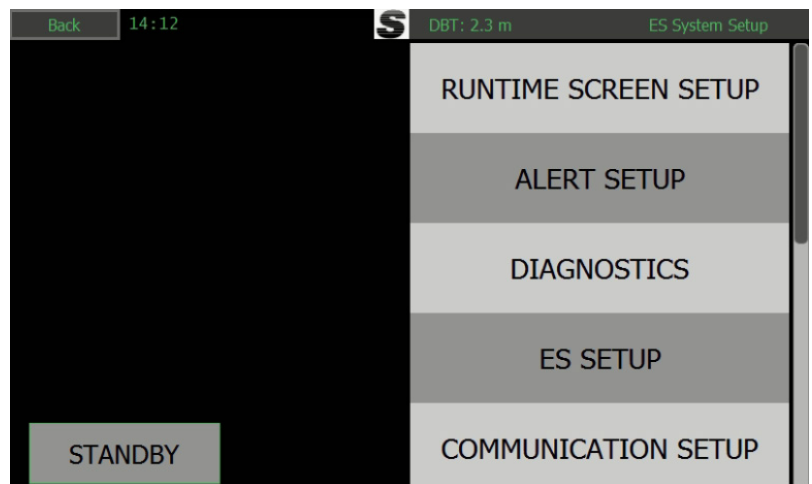 Back 14:12 S DBT: 2.3 m ES System Setup
RUNTIME SCREEN SETUP
ALERT SETUP
DIAGNOSTICS
ES SETUP
COMMUNICATION SETUP
STANDBY